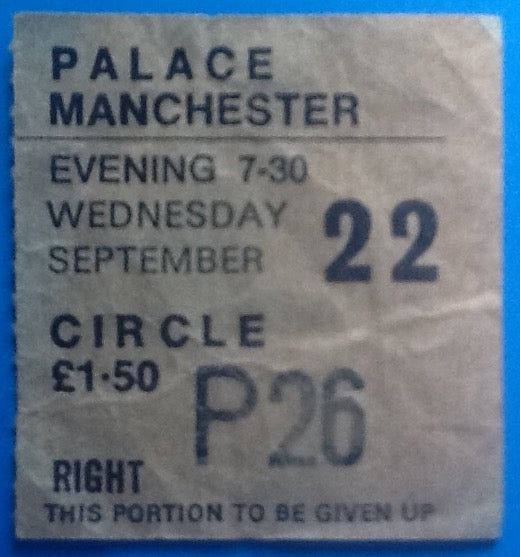 PALACE
MANCHESTER
EVENING 7-30
WEDNESDAY
SEPTEMBER 22
CIRCLE
£1·50 P26
RIGHT
THIS PORTION TO BE GIVEN UP